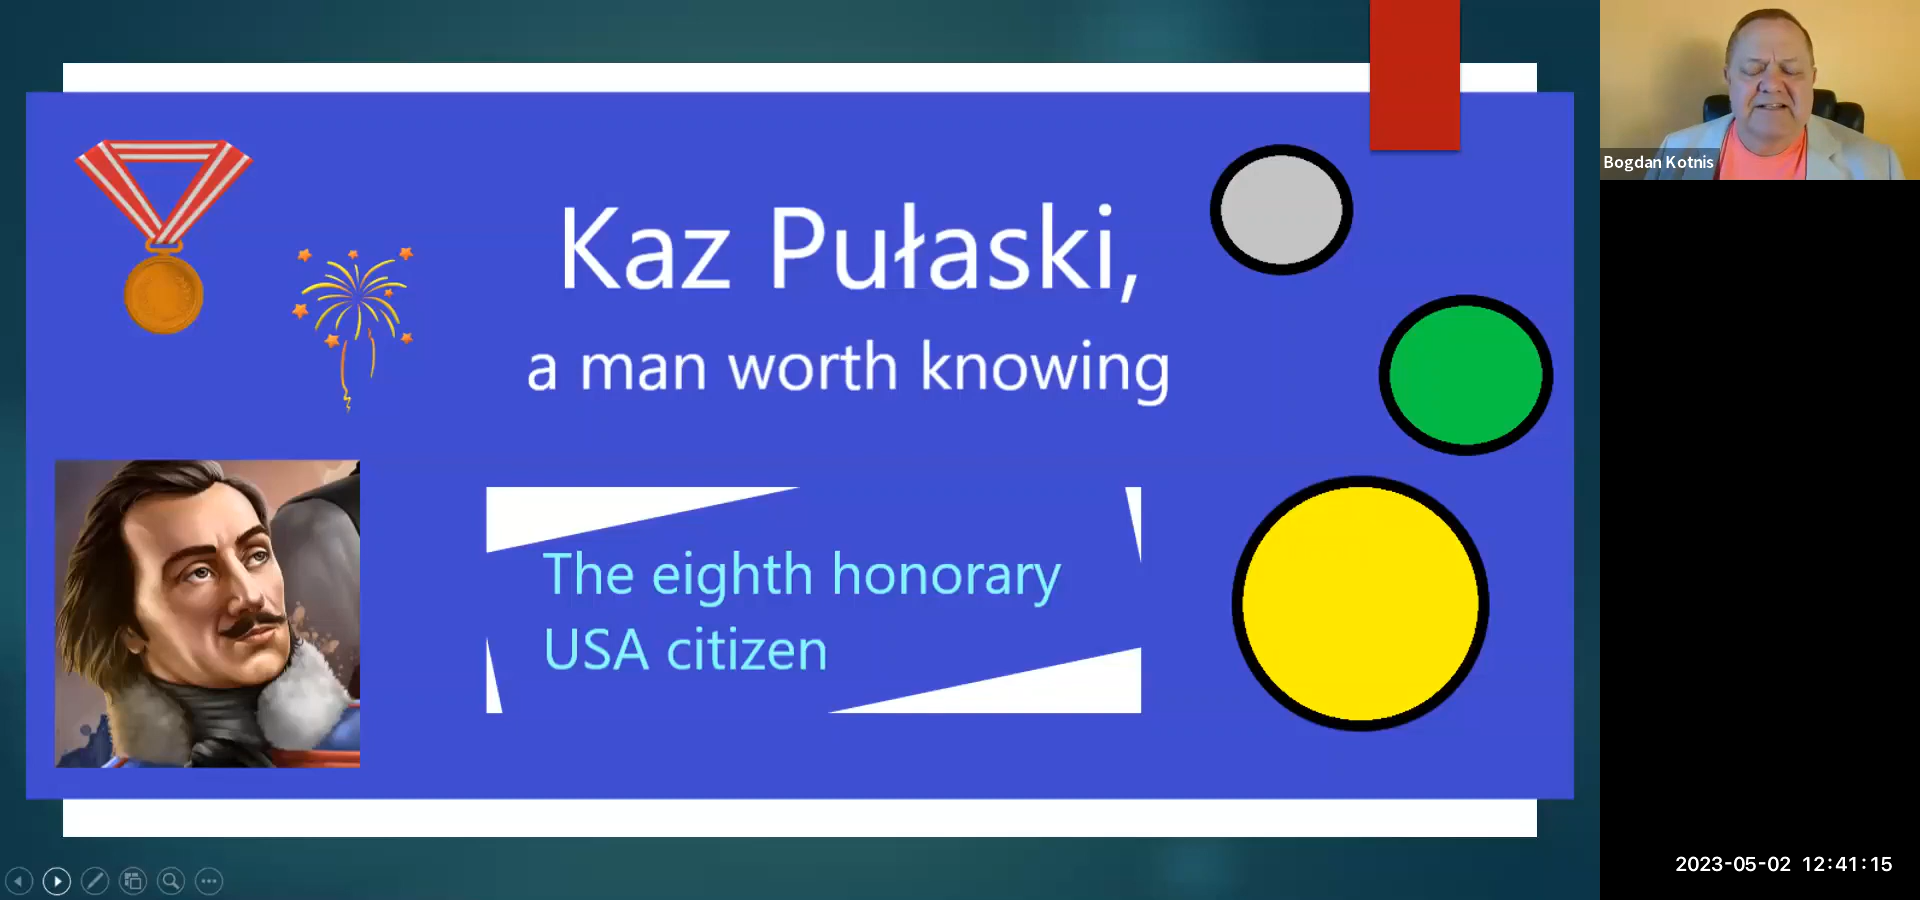 Kaz Pułaski,
a man worth knowing
The eighth honorary
USA citizen
Bogdan Kotnis
2023-05-02 12:41:15